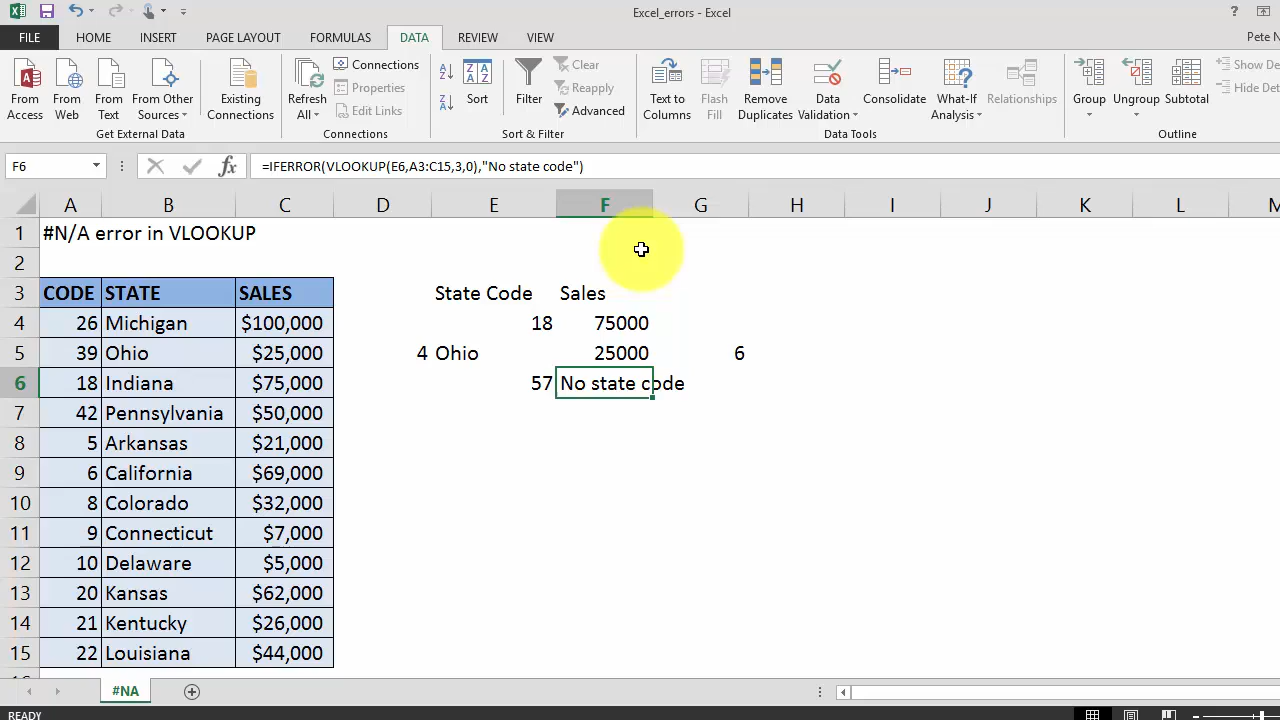 Excel_errors - Excel
?
FILE HOME INSERT PAGE LAYOUT FORMULAS DATA REVIEW VIEW Pete N
From Access
From Web
From Text
From Other Sources
Existing Connections
Refresh All
Connections
Properties
Edit Links
Sort
Filter
Clear
Reapply
Advanced
Text to Columns
Flash Fill
Remove Duplicates
Data Validation
Consolidate
What-If Analysis
Relationships
Group
Ungroup
Subtotal
Show De
Hide Det
Get External Data Connections Sort & Filter Data Tools Outline
F6 fx =IFERROR(VLOOKUP(E6,A3:C15,3,0),"No state code")
A B C D E F G H I J K L M
1 #N/A error in VLOOKUP
2
3 CODE STATE SALES State Code Sales
4 26 Michigan $100,000 18 75000
5 39 Ohio $25,000 4 Ohio 25000 6
6 18 Indiana $75,000 57 No state code
7 42 Pennsylvania $50,000
8 5 Arkansas $21,000
9 6 California $69,000
10 8 Colorado $32,000
11 9 Connecticut $7,000
12 10 Delaware $5,000
13 20 Kansas $62,000
14 21 Kentucky $26,000
15 22 Louisiana $44,000
#NA
READY